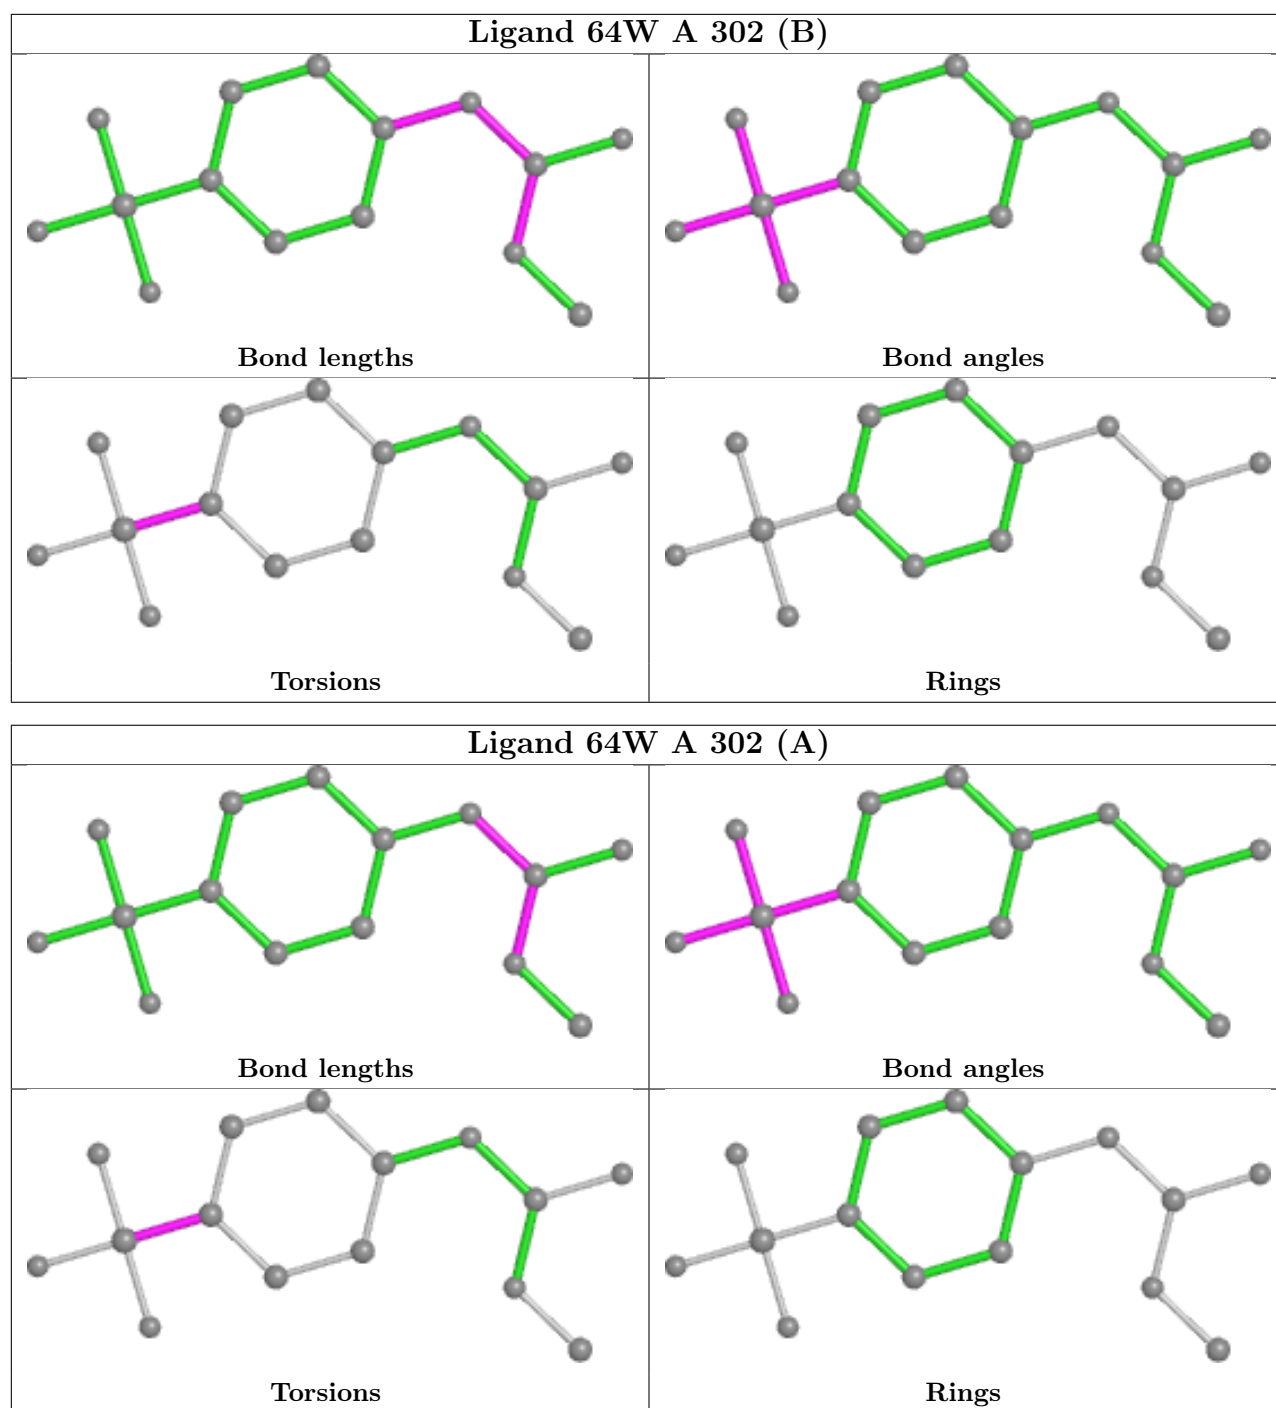 Ligand 64W A 302 (B)
Bond lengths
Bond angles
Torsions
Rings
Ligand 64W A 302 (A)
Bond lengths
Bond angles
Torsions
Rings